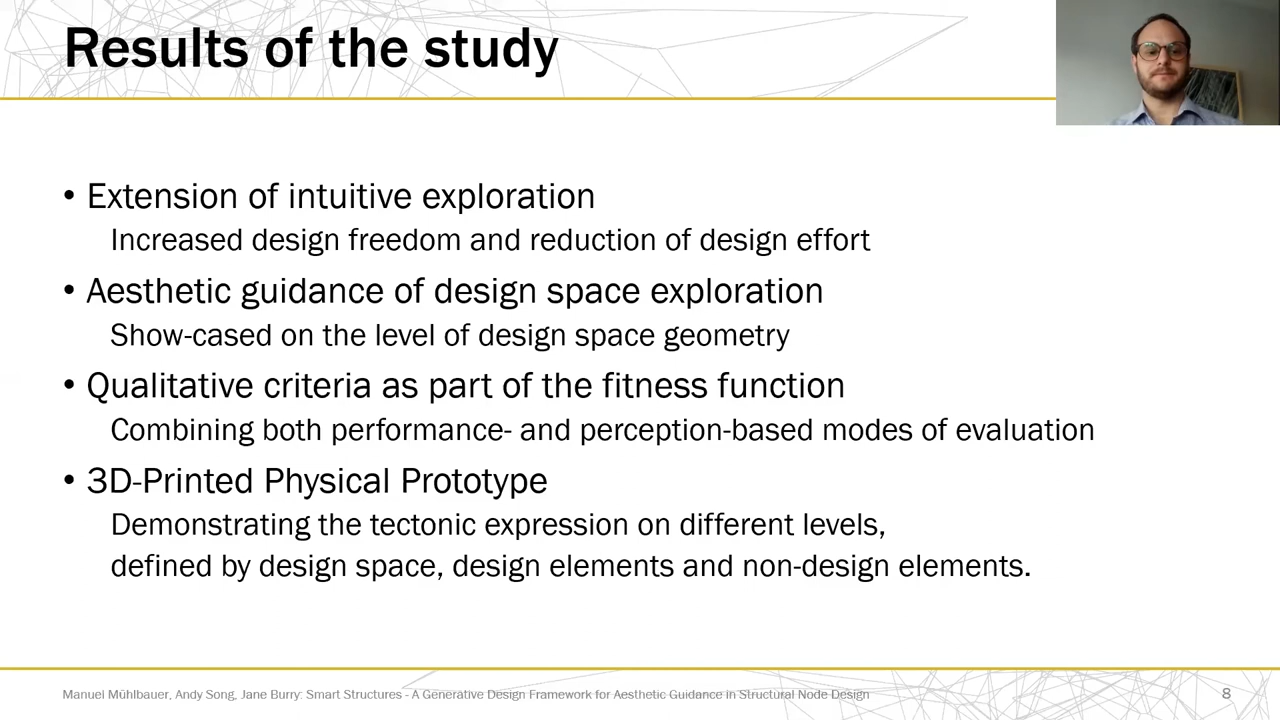 Results of the study
• Extension of intuitive exploration
Increased design freedom and reduction of design effort
• Aesthetic guidance of design space exploration
Show-cased on the level of design space geometry
• Qualitative criteria as part of the fitness function
Combining both performance- and perception-based modes of evaluation
• 3D-Printed Physical Prototype
Demonstrating the tectonic expression on different levels,
defined by design space, design elements and non-design elements.
Manuel Mühlbauer, Andy Song, Jane Burry: Smart Structures - A Generative Design Framework for Aesthetic Guidance in Structural Node Design
8